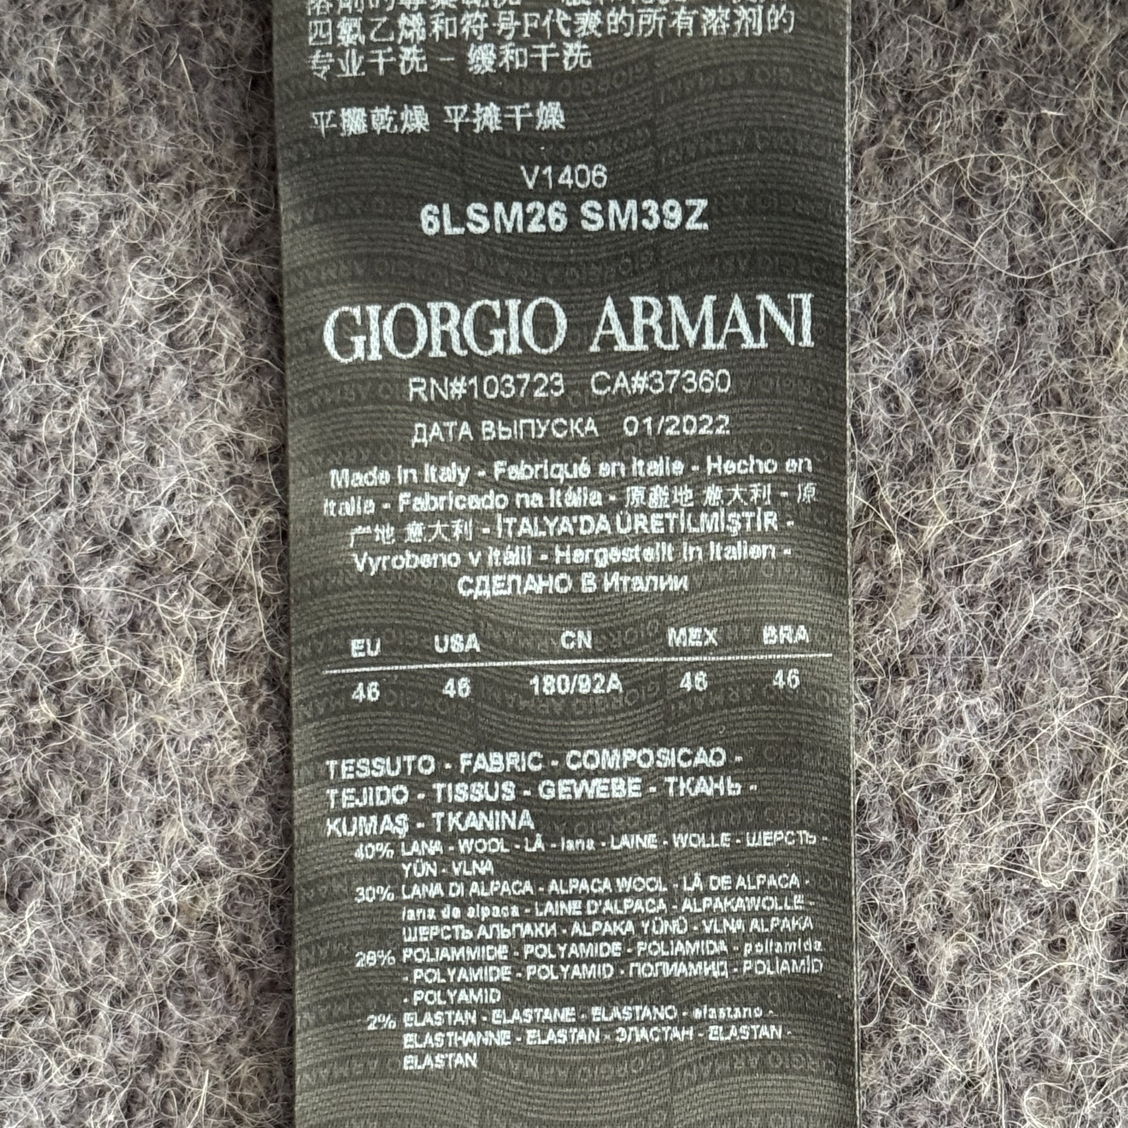 四氯乙烯和符号F代表的所有溶剂的
专业干洗 - 缓和干洗
平攤乾燥 平摊干燥
V1406
6LSM26 SM39Z
GIORGIO ARMANI
RN#103723 CA#37360
ДАТА ВЫПУСКА 01/2022
Made in Italy - Fabriqué en Italie - Hecho en
Italia - Fabricado na Itália - 原產地 意大利 - 原
产地 意大利 - İTALYA'DA ÜRETİLMİŞTİR -
Vyrobeno v Itálii - Hergestellt in Italien -
СДЕЛАНО В Италии
EU USA CN MEX BRA
46 46 180/92A 46 46
TESSUTO - FABRIC - COMPOSICAO -
TEJIDO - TISSUS - GEWEBE - ТКАНЬ -
KUMAŞ - TKANINA
40% LANA - WOOL - LÃ - lana - LAINE - WOLLE - ШЕРСТЬ -
YÜN - VLNA
30% LANA DI ALPACA - ALPACA WOOL - LÃ DE ALPACA -
lana de alpaca - LAINE D'ALPACA - ALPAKAWOLLE -
ШЕРСТЬ АЛЬПАКИ - ALPAKA YÜNÜ - VLNA ALPAKA
28% POLIAMMIDE - POLYAMIDE - POLIAMIDA - poliamida
- POLYAMIDE - POLYAMID - ПОЛИАМИД - POLİAMİD
- POLYAMID
2% ELASTAN - ELASTANE - ELASTANO - elastano -
ELASTHANNE - ELASTAN - ЭЛАСТАН - ELASTAN -
ELASTAN